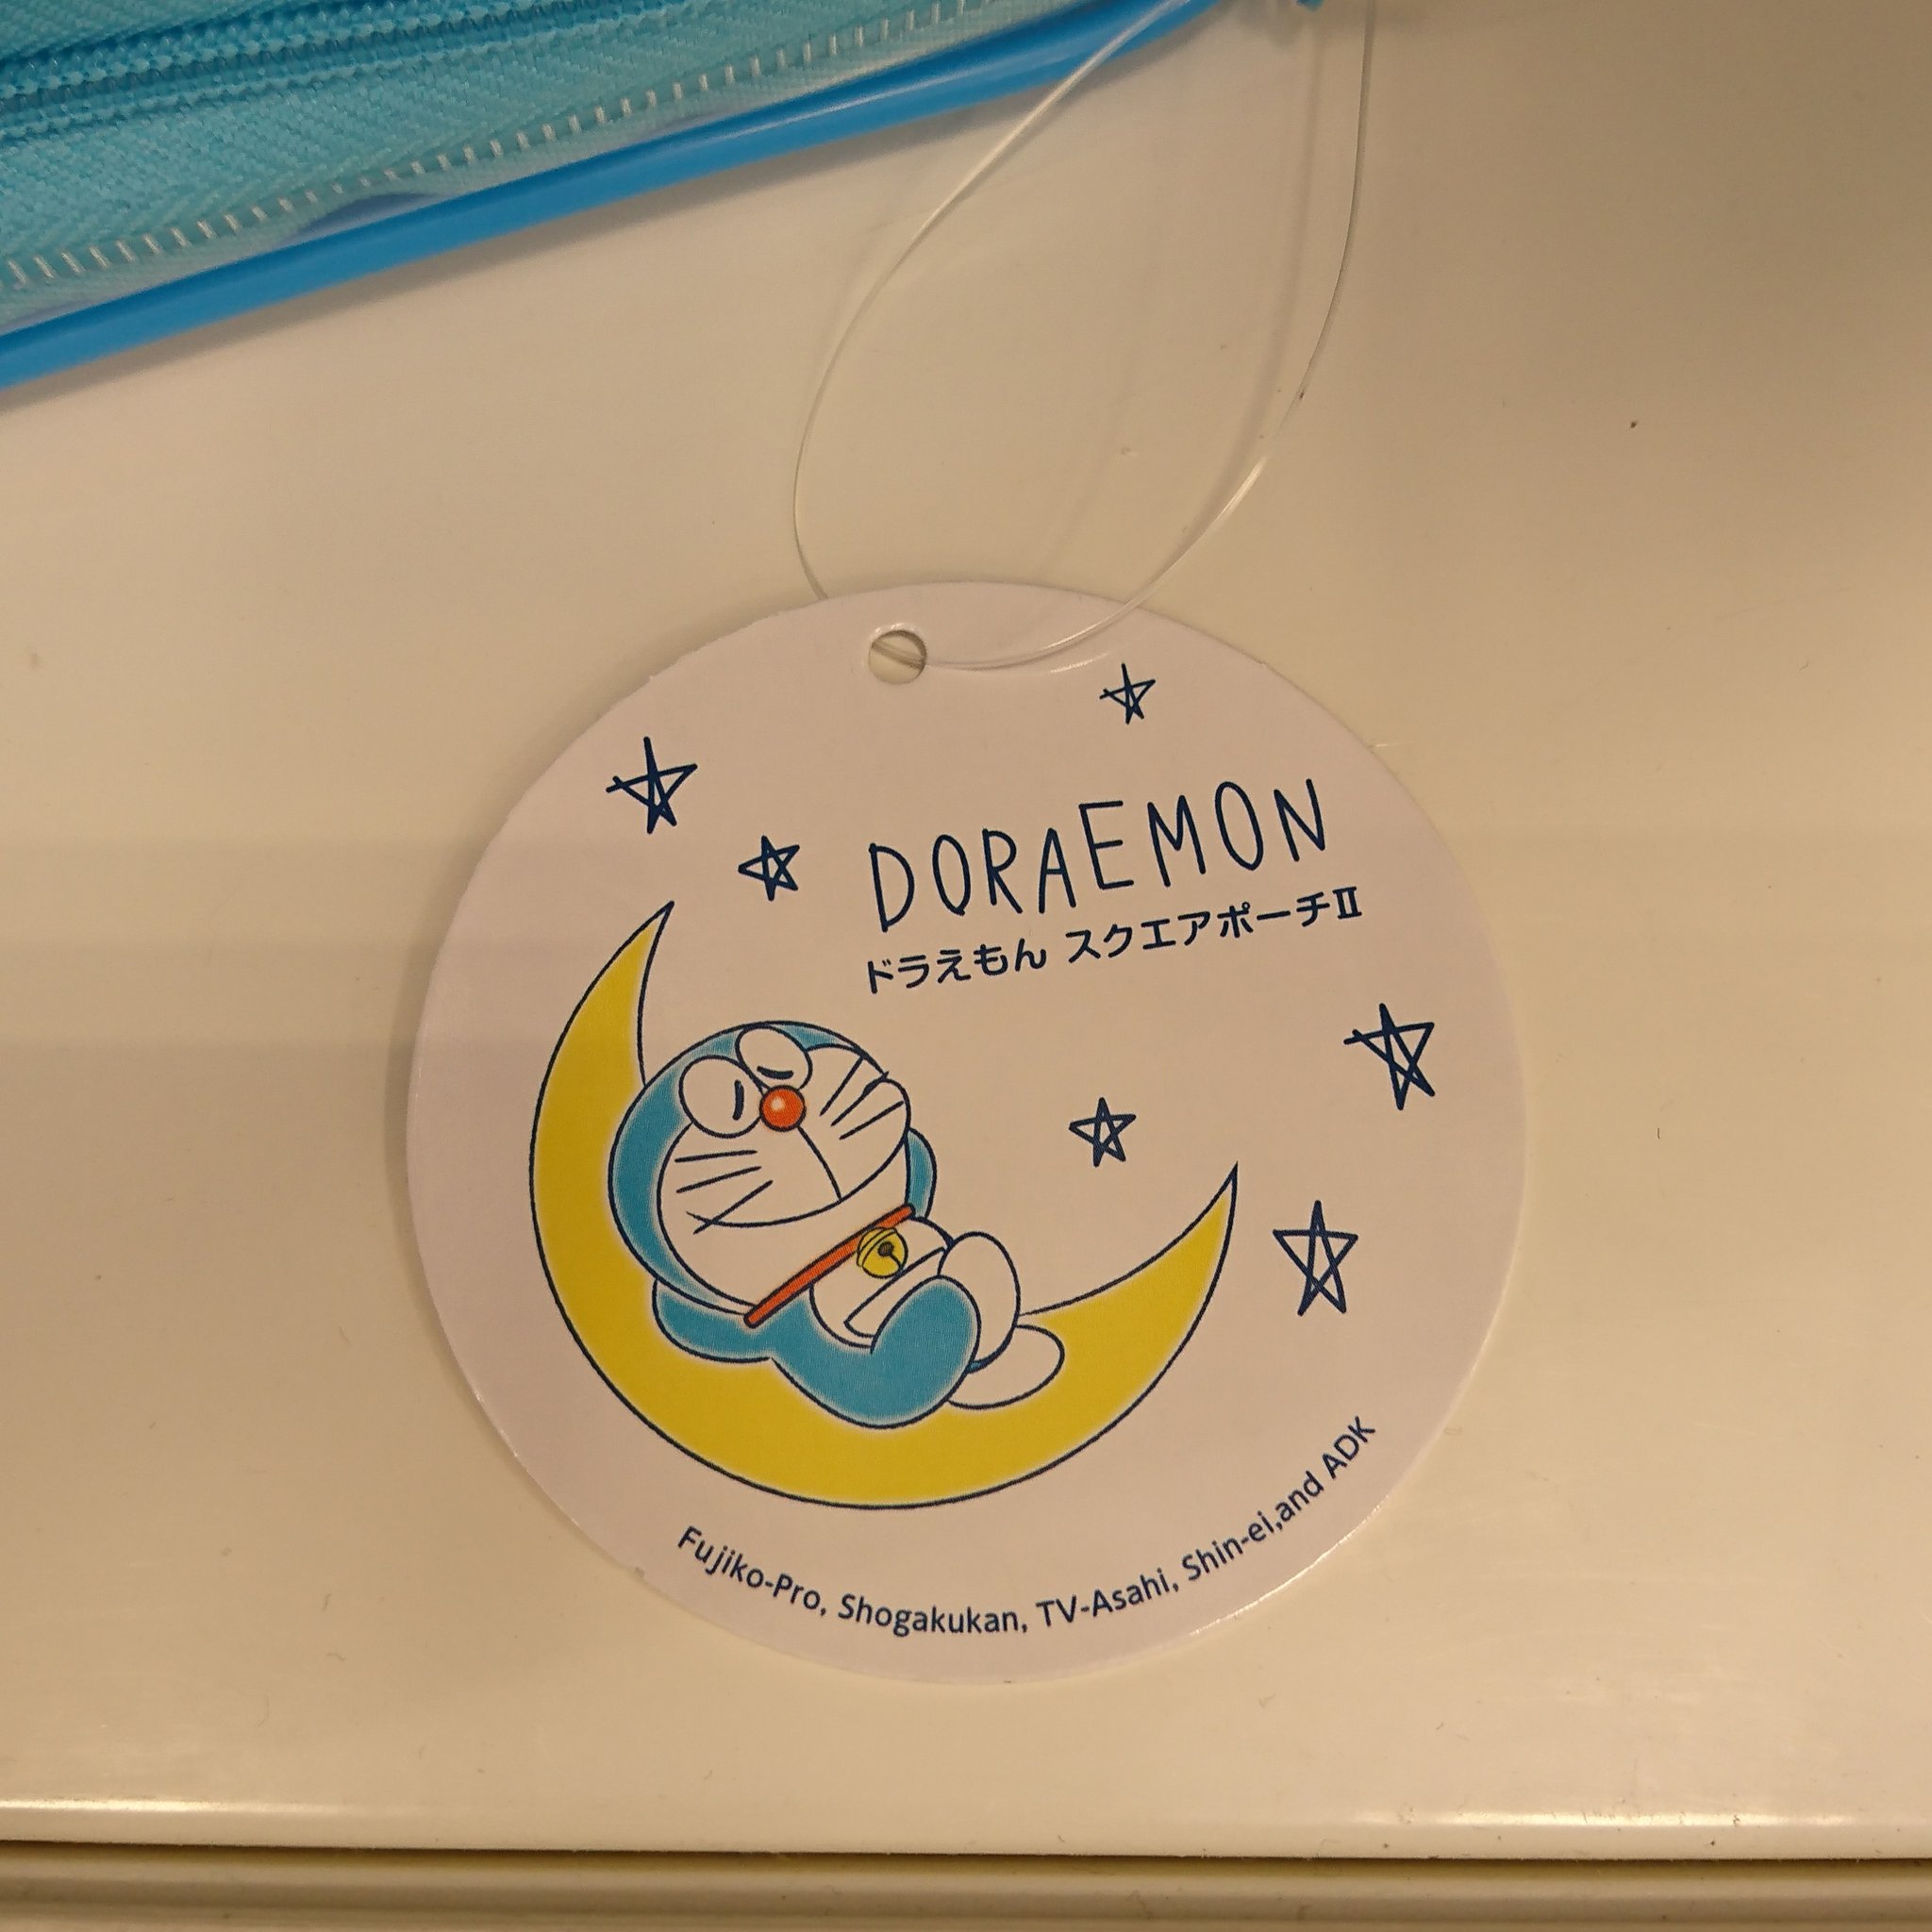 DORAEMON
ドラえもん スクエアポーチⅡ
Fujiko-Pro, Shogakukan, TV-Asahi, Shin-ei,and ADK